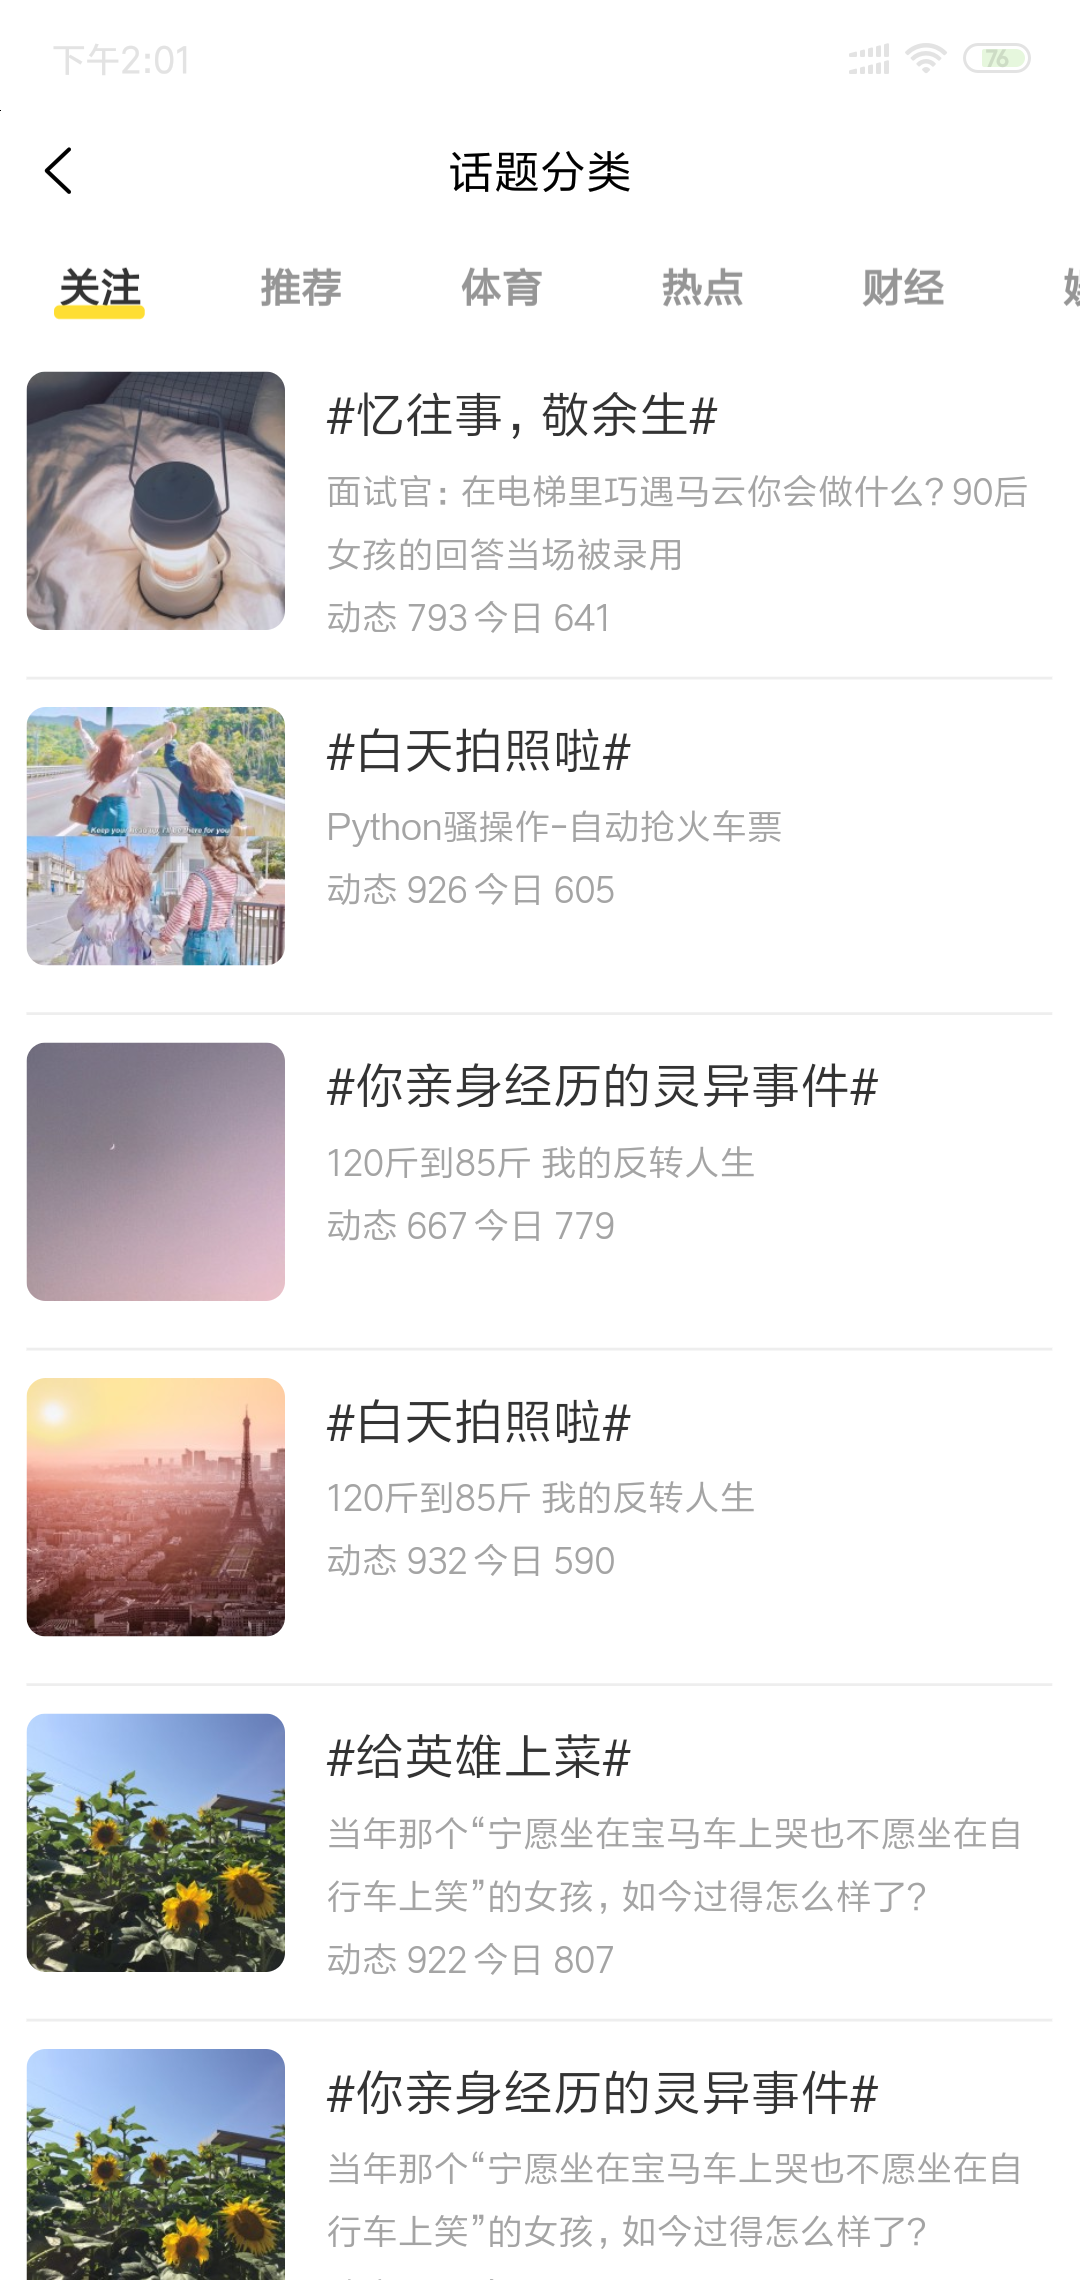 下午2:01
76
话题分类
关注 推荐 体育 热点 财经
#忆往事，敬余生#
面试官：在电梯里巧遇马云你会做什么？90后
女孩的回答当场被录用
动态 793 今日 641
#白天拍照啦#
Keep your head up, I'll be there for you
Python骚操作-自动抢火车票
动态 926 今日 605
#你亲身经历的灵异事件#
120斤到85斤 我的反转人生
动态 667 今日 779
#白天拍照啦#
120斤到85斤 我的反转人生
动态 932 今日 590
#给英雄上菜#
当年那个“宁愿坐在宝马车上哭也不愿坐在自
行车上笑”的女孩，如今过得怎么样了？
动态 922 今日 807
#你亲身经历的灵异事件#
当年那个“宁愿坐在宝马车上哭也不愿坐在自
行车上笑”的女孩，如今过得怎么样了？